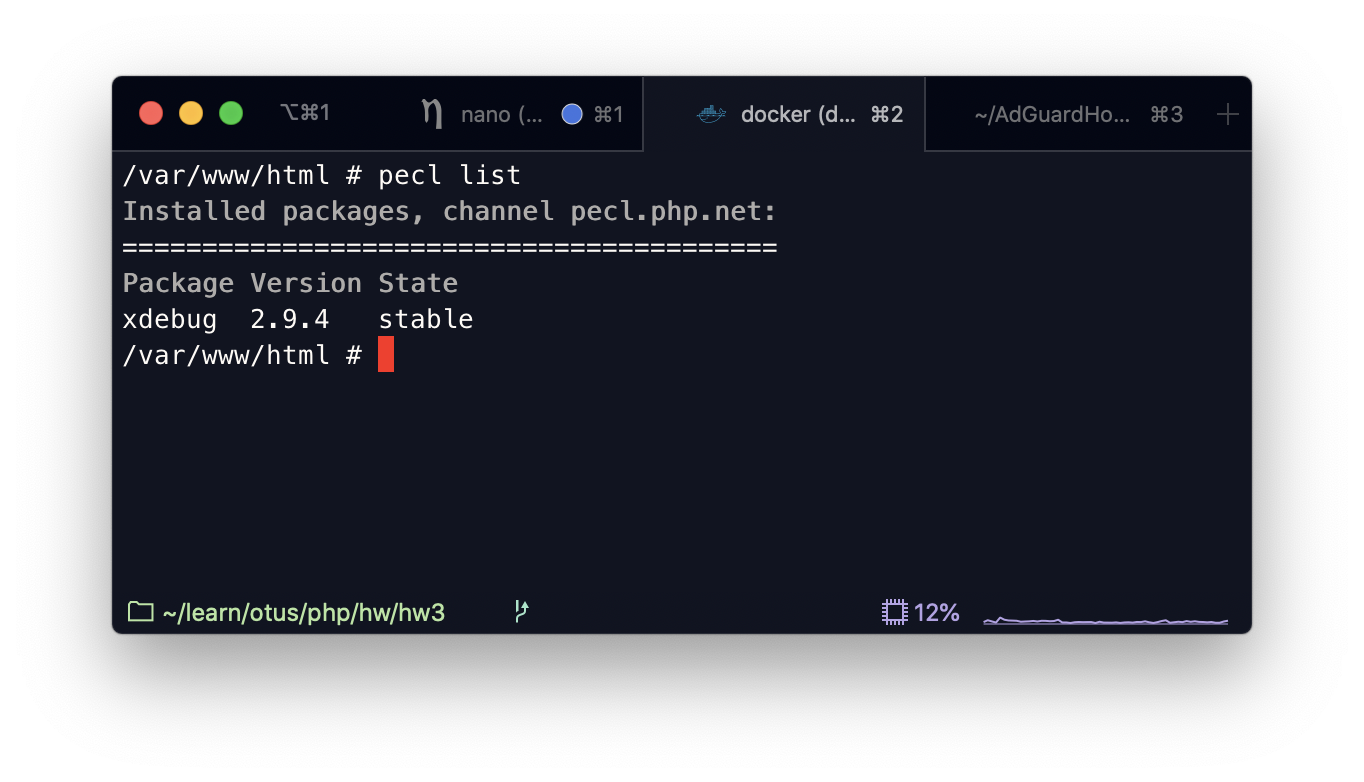 ⌥⌘1 nano (... ⌘1 docker (d... ⌘2 ~/AdGuardHo... ⌘3 +
/var/www/html # pecl list
Installed packages, channel pecl.php.net:
=========================================
Package Version State
xdebug  2.9.4   stable
/var/www/html #
~/learn/otus/php/hw/hw3 12%